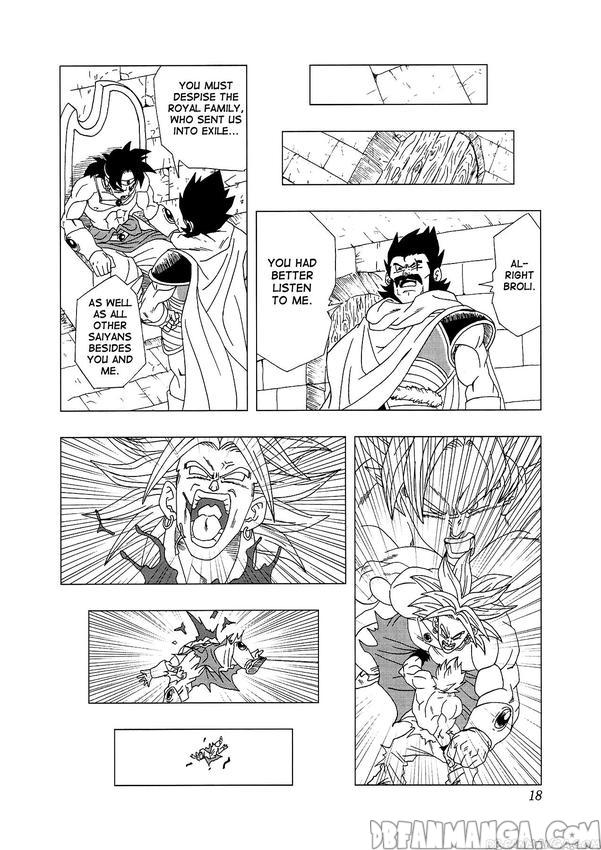 AL-
RIGHT
BROLI.
YOU HAD
BETTER
LISTEN
TO ME.
YOU MUST
DESPISE THE
ROYAL FAMILY,
WHO SENT US
INTO EXILE...
AS WELL
AS ALL
OTHER
SAIYANS
BESIDES
YOU AND
ME.
18
DBFANMANGA.COM